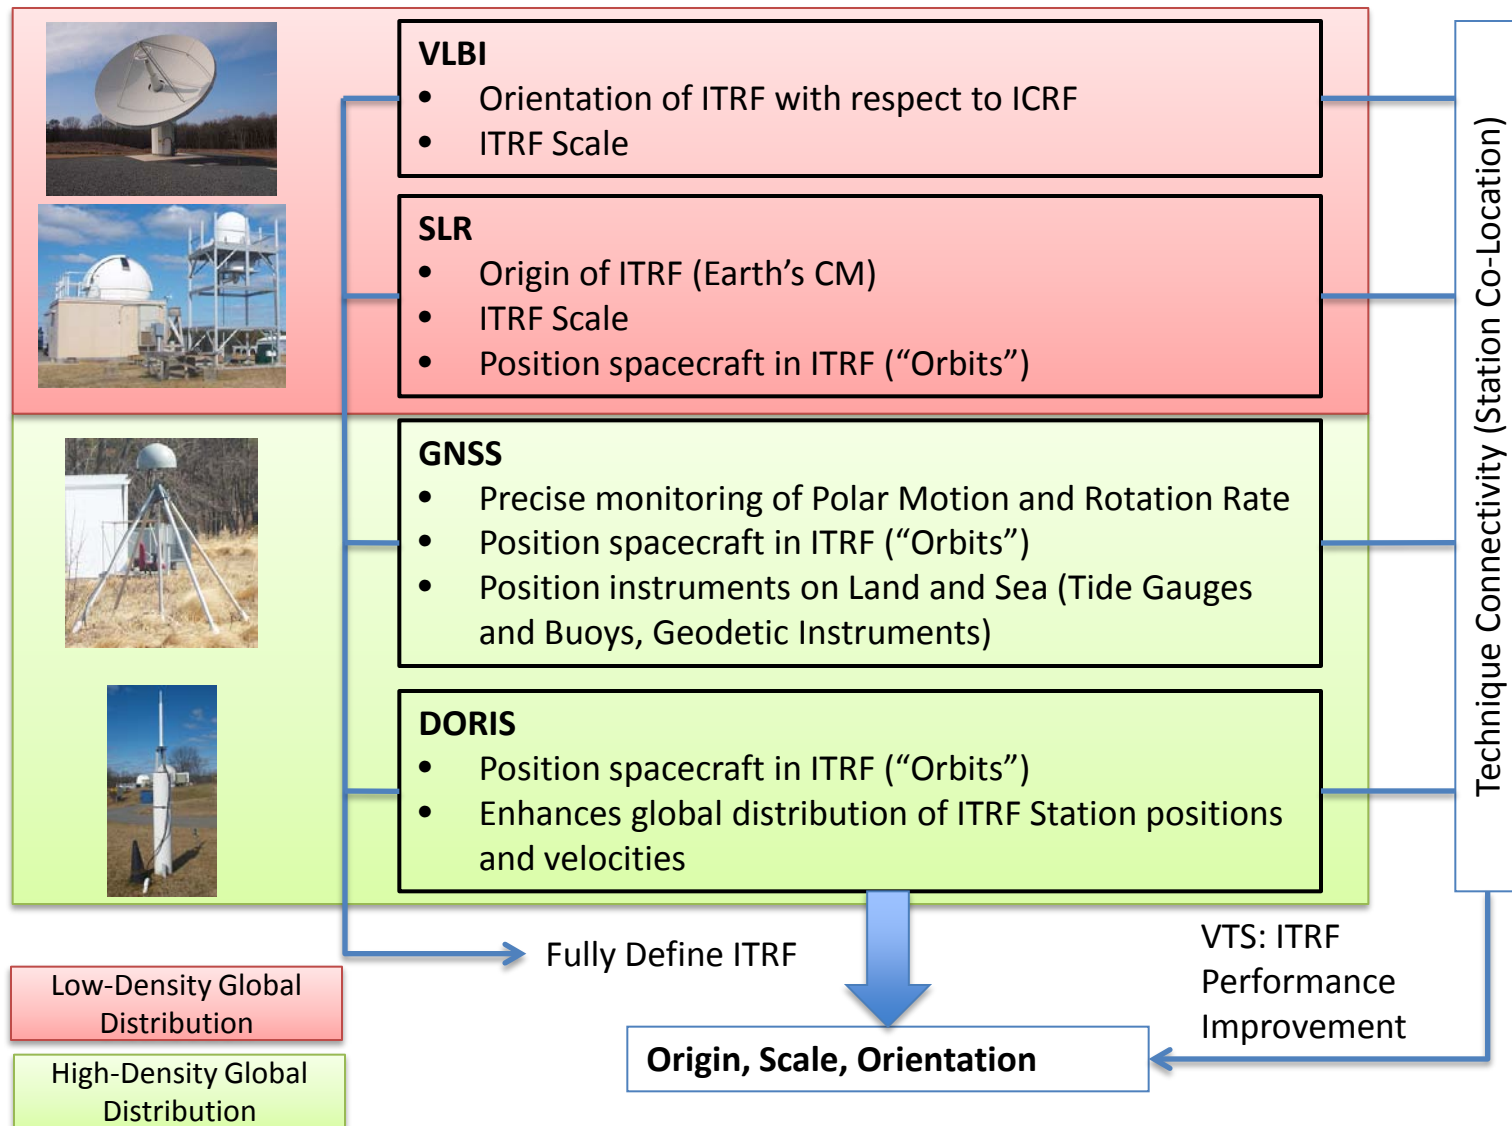 VLBI
• Orientation of ITRF with respect to ICRF
• ITRF Scale
SLR
• Origin of ITRF (Earth’s CM)
• ITRF Scale
• Position spacecraft in ITRF (“Orbits”)
GNSS
• Precise monitoring of Polar Motion and Rotation Rate
• Position spacecraft in ITRF (“Orbits”)
• Position instruments on Land and Sea (Tide Gauges
and Buoys, Geodetic Instruments)
DORIS
• Position spacecraft in ITRF (“Orbits”)
• Enhances global distribution of ITRF Station positions
and velocities
Technique Connectivity (Station Co-Location)
Fully Define ITRF
VTS: ITRF
Performance
Improvement
Origin, Scale, Orientation
Low-Density Global
Distribution
High-Density Global
Distribution